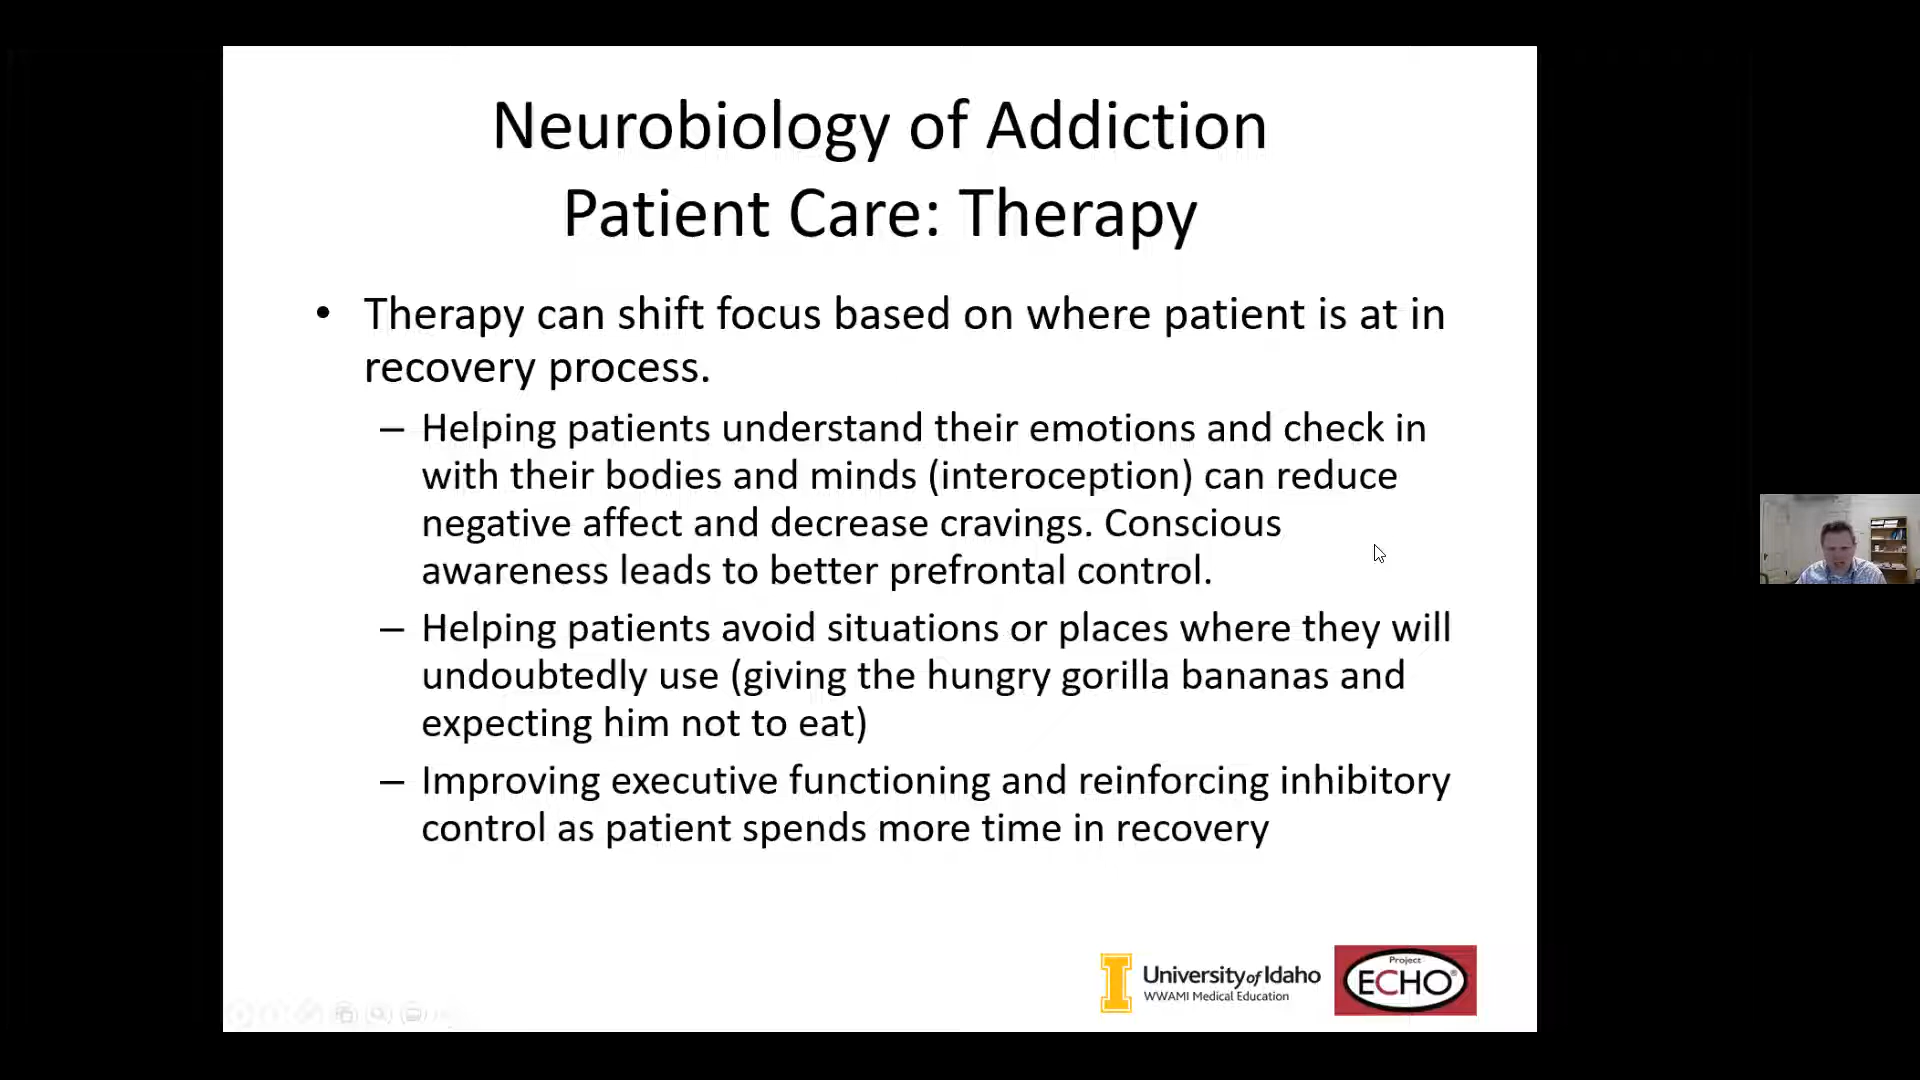 Neurobiology of Addiction
Patient Care: Therapy
• Therapy can shift focus based on where patient is at in
recovery process.
– Helping patients understand their emotions and check in
with their bodies and minds (interoception) can reduce
negative affect and decrease cravings. Conscious
awareness leads to better prefrontal control.
– Helping patients avoid situations or places where they will
undoubtedly use (giving the hungry gorilla bananas and
expecting him not to eat)
– Improving executive functioning and reinforcing inhibitory
control as patient spends more time in recovery
I
University of Idaho
WWAMI Medical Education
Project
ECHO®